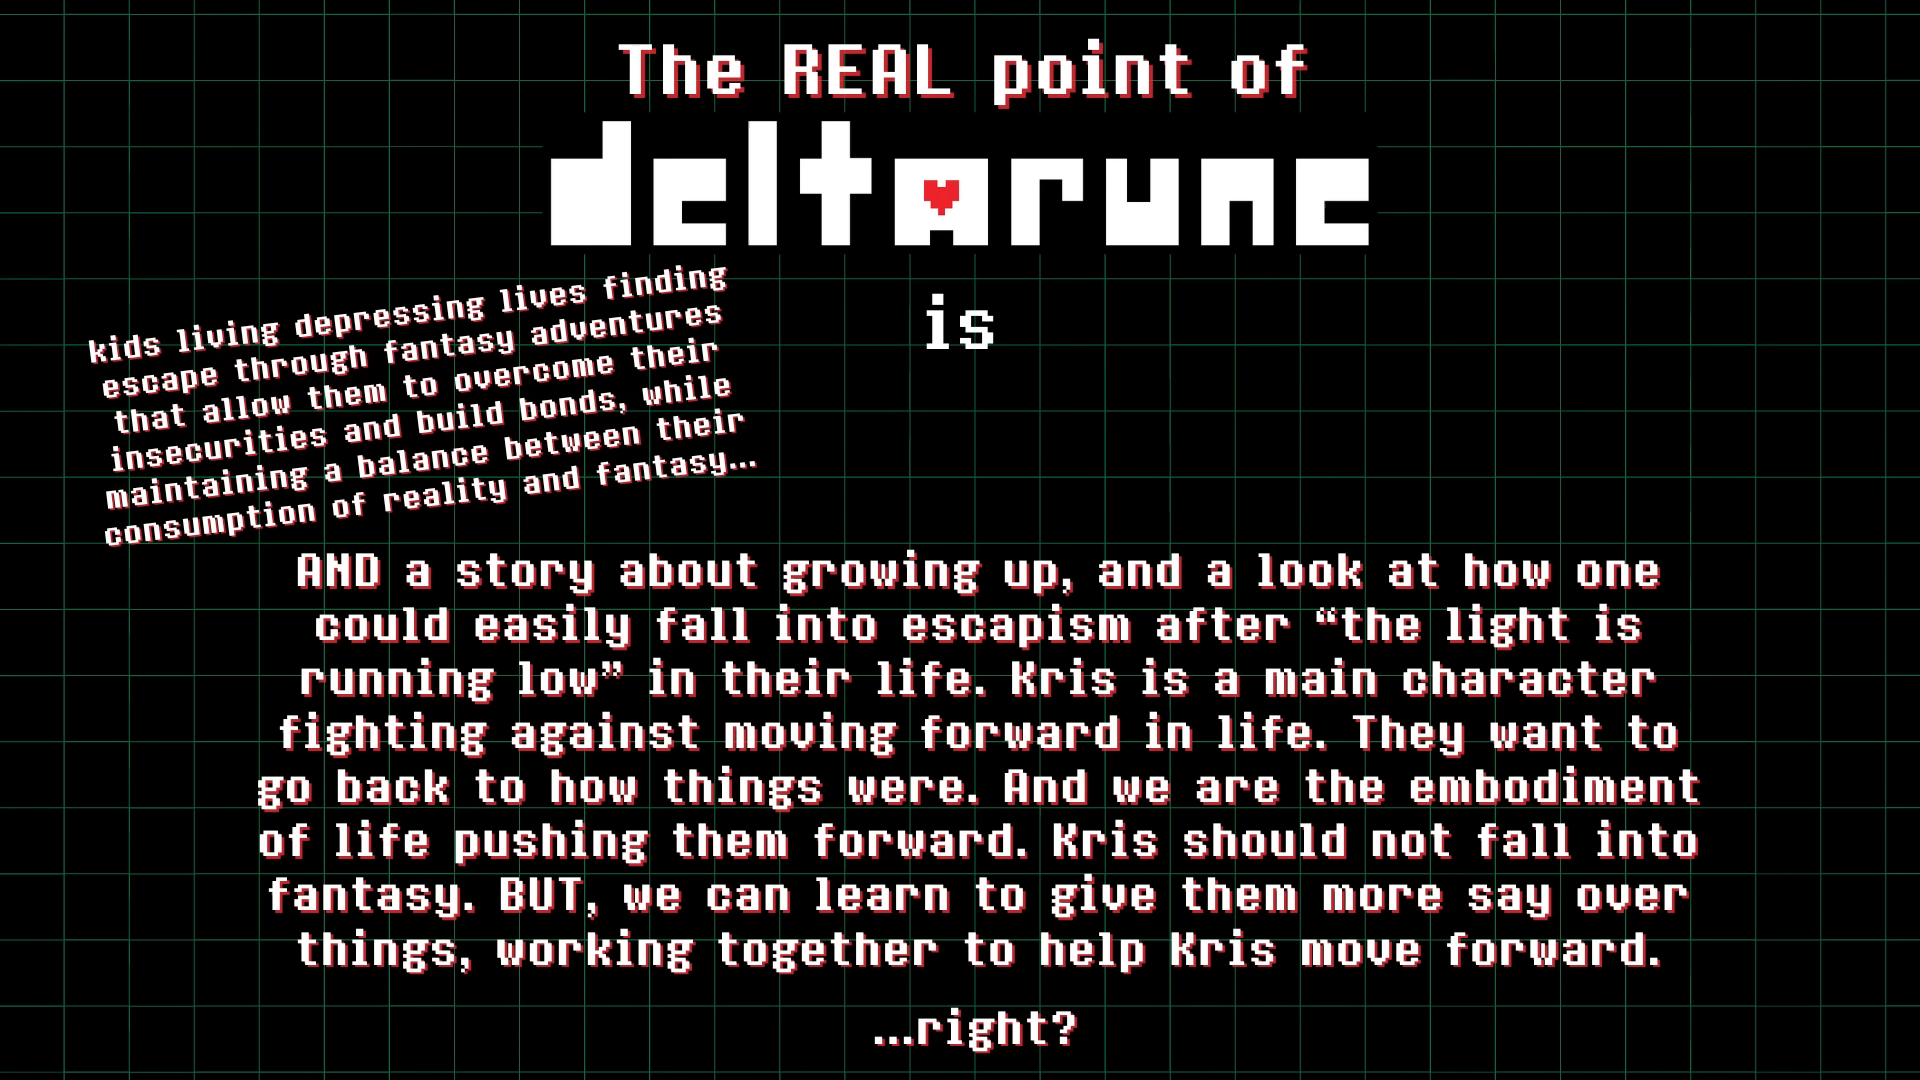 The REAL point of
deltarune
is
kids living depressing lives finding
escape through fantasy adventures
that allow them to overcome their
insecurities and build bonds, while
maintaining a balance between their
consumption of reality and fantasy...
AND a story about growing up, and a look at how one
could easily fall into escapism after “the light is
running low” in their life. Kris is a main character
fighting against moving forward in life. They want to
go back to how things were. And we are the embodiment
of life pushing them forward. Kris should not fall into
fantasy. BUT, we can learn to give them more say over
things, working together to help Kris move forward.
...right?